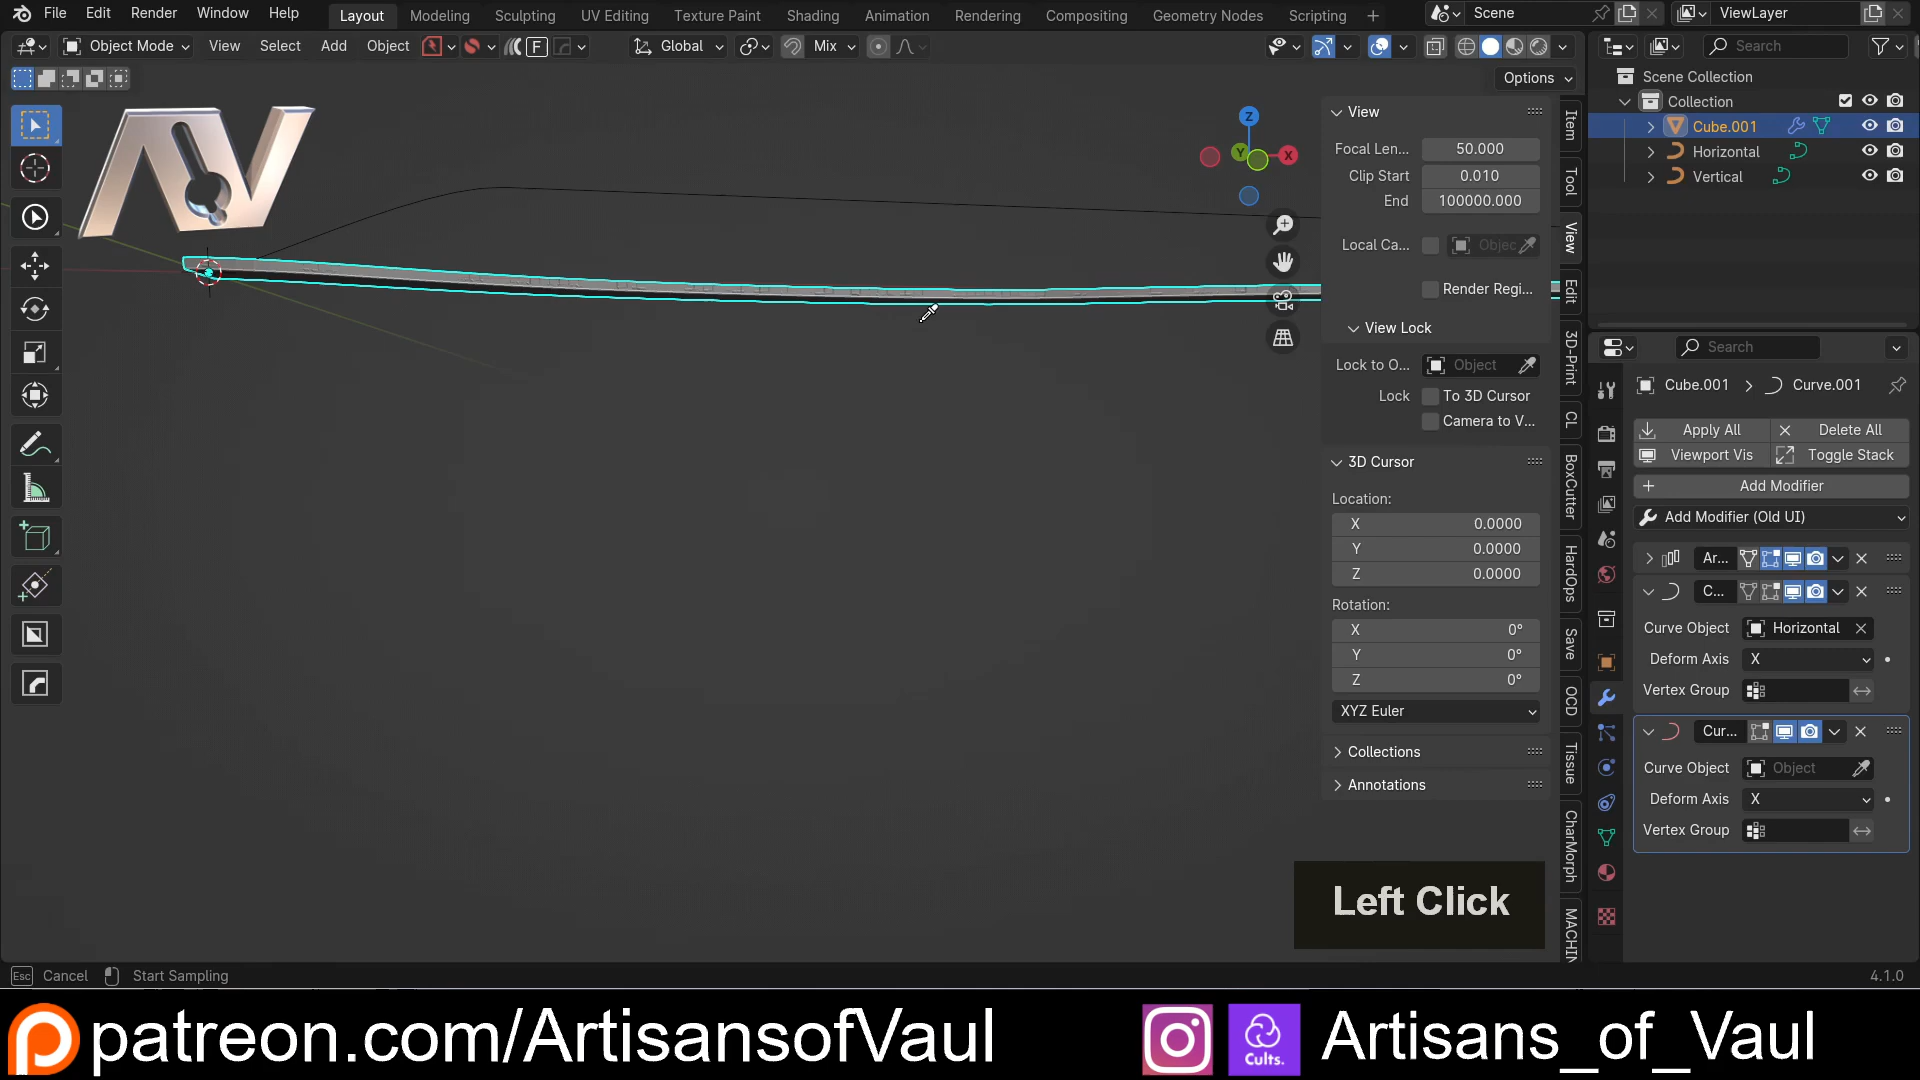 File Edit Render Window Help Layout Modeling Sculpting UV Editing Texture Paint Shading Animation Rendering Compositing Geometry Nodes Scripting + Scene ViewLayer
Object Mode View Select Add Object F Global Mix Search
Options
Scene Collection
Collection
Cube.001
Horizontal
Vertical
Z
Y
X
View
Focal Len... 50.000
Clip Start 0.010
End 100000.000
Local Ca... Objec
Render Regi...
View Lock
Lock to O... Object
Lock To 3D Cursor
Camera to V...
3D Cursor
Location:
X 0.0000
Y 0.0000
Z 0.0000
Rotation:
X 0°
Y 0°
Z 0°
XYZ Euler
Collections
Annotations
Item
Tool
View
Edit
3D-Print
CL
BoxCutter
HardOps
Save
OCD
Tissue
CharMorph
MACHIN
Search
Cube.001 Curve.001
Apply All Delete All
Viewport Vis Toggle Stack
Add Modifier
Add Modifier (Old UI)
Ar...
C...
Curve Object Horizontal
Deform Axis X
Vertex Group
Cur...
Curve Object Object
Deform Axis X
Vertex Group
Left Click
Esc Cancel Start Sampling 4.1.0
patreon.com/ArtisansofVaul Cults. Artisans_of_Vaul